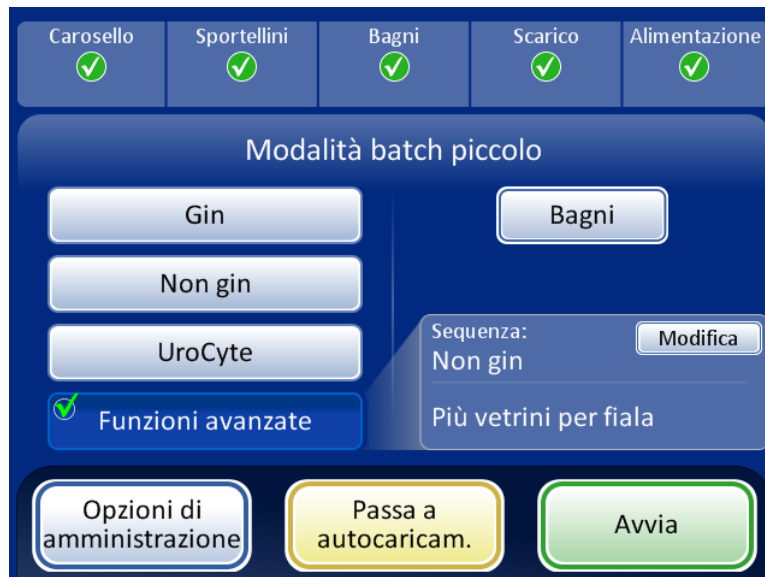 Carosello
Sportellini
Bagni
Scarico
Alimentazione
Modalità batch piccolo
Gin
Bagni
Non gin
UroCyte
Sequenza:
Modifica
Non gin
Funzioni avanzate
Più vetrini per fiala
Opzioni di
amministrazione
Passa a
autocaricam.
Avvia